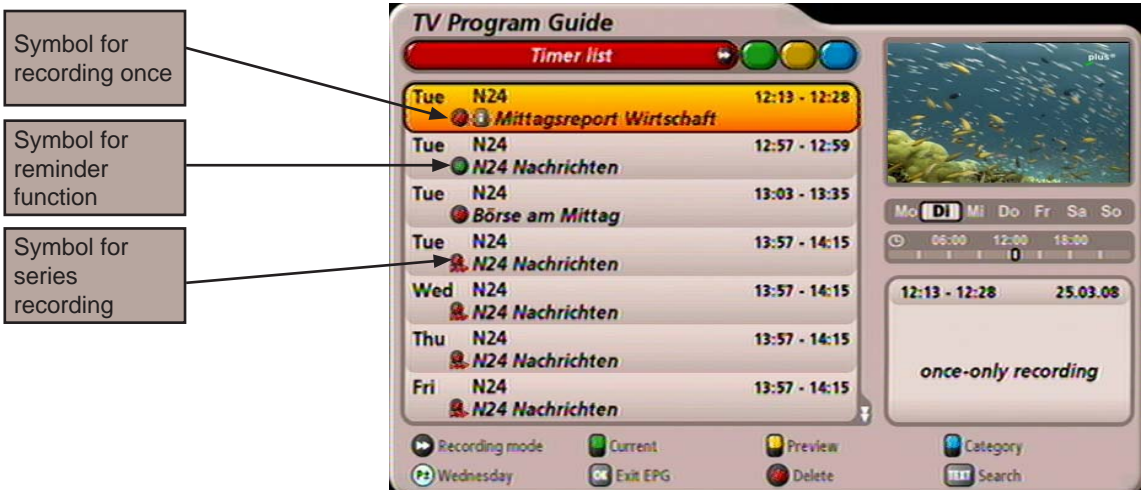 Symbol for
recording once
Symbol for
reminder
function
Symbol for
series
recording
TV Program Guide
Timer list
Tue N24 12:13 - 12:28
Mittagsreport Wirtschaft
Tue N24 12:57 - 12:59
N24 Nachrichten
Tue N24 13:03 - 13:35
Börse am Mittag
Tue N24 13:57 - 14:15
N24 Nachrichten
Wed N24 13:57 - 14:15
N24 Nachrichten
Thu N24 13:57 - 14:15
N24 Nachrichten
Fri N24 13:57 - 14:15
N24 Nachrichten
plus
Mo Di Mi Do Fr Sa So
06:00 12:00 18:00
12:13 - 12:28 25.03.08
once-only recording
Recording mode Current Preview Category
Wednesday OK Exit EPG Delete TEXT Search